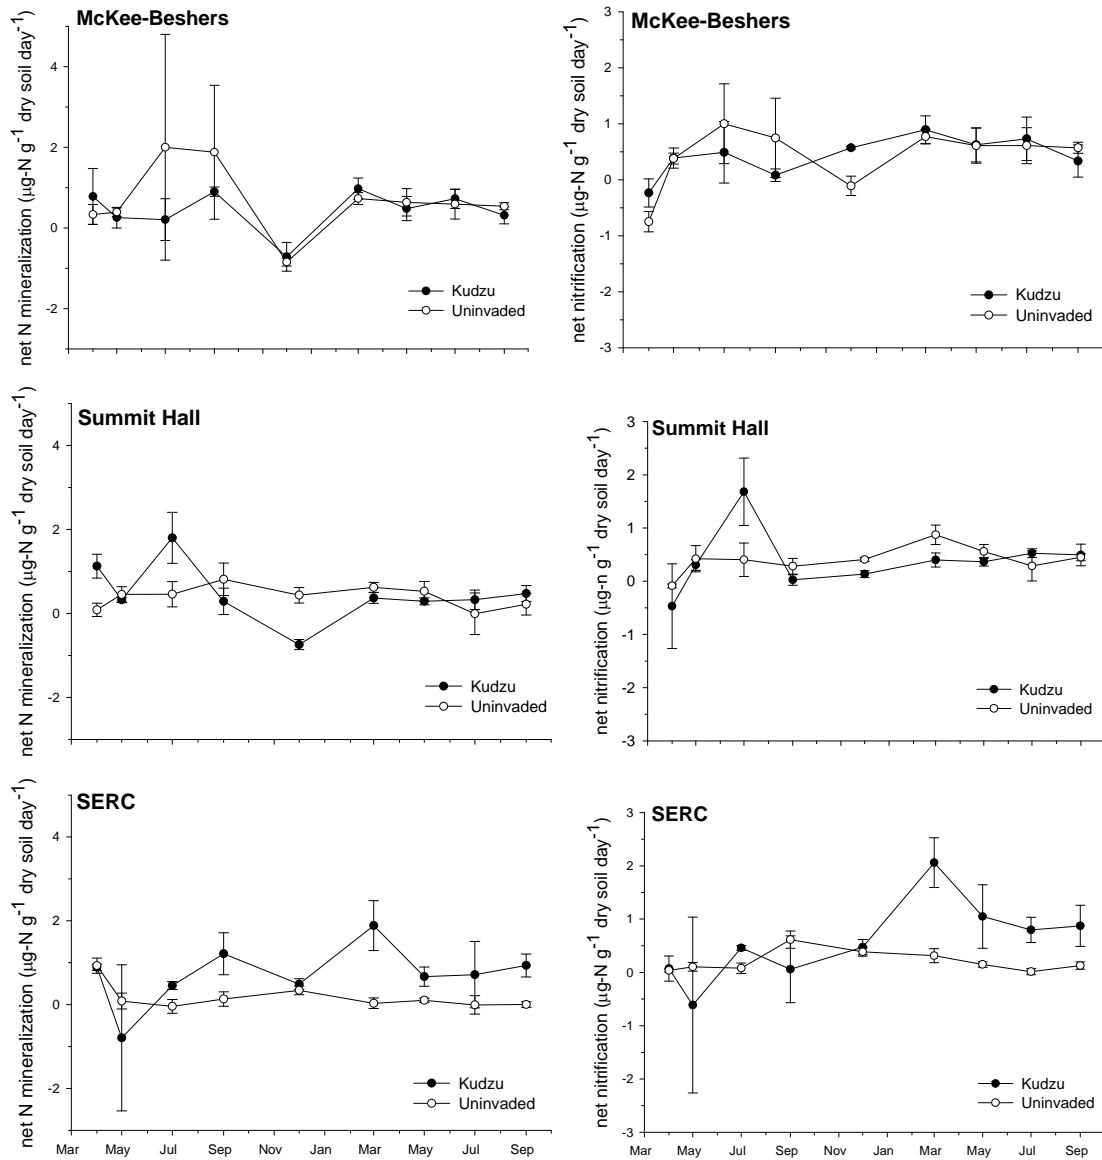 McKee-Beshers
net N mineralization (µg-N g-1 dry soil day-1)
4
2
0
-2
Kudzu
Uninvaded
McKee-Beshers
net nitrification (µg-N g-1 dry soil day-1)
3
2
1
0
-1
-2
-3
Kudzu
Uninvaded
Summit Hall
net N mineralization (µg-N g-1 dry soil day-1)
4
2
0
-2
Kudzu
Uninvaded
Summit Hall
net nitrification (µg-n g-1 dry soil day-1)
3
2
1
0
-1
-2
-3
Kudzu
Uninvaded
SERC
net N mineralization (µg-N g-1 dry soil day-1)
4
2
0
-2
Kudzu
Uninvaded
Mar May Jul Sep Nov Jan Mar May Jul Sep
SERC
net nitrification (µg-N g-1 dry soil day-1)
3
2
1
0
-1
-2
-3
Kudzu
Uninvaded
Mar May Jul Sep Nov Jan Mar May Jul Sep